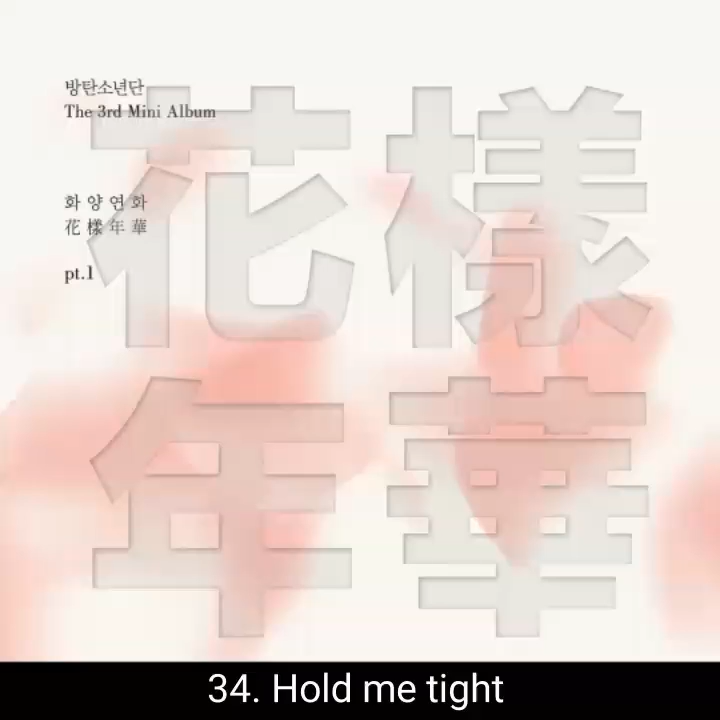 방탄소년단
The 3rd Mini Album
화 양 연 화
花 樣 年 華
pt.1
花 樣
年 華
34. Hold me tight